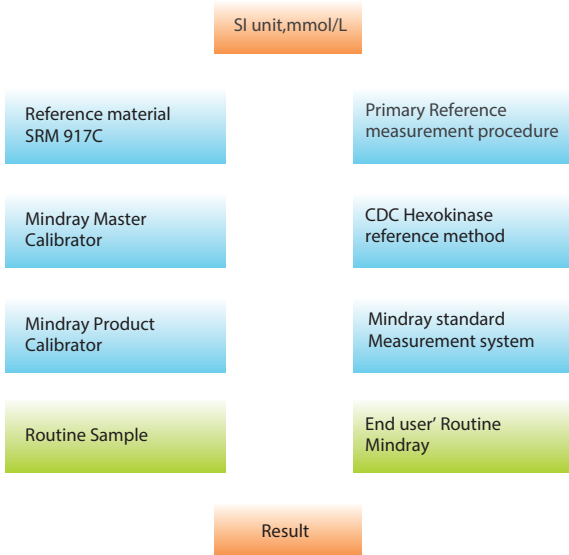 SI unit,mmol/L
Reference material
SRM 917C
Primary Reference
measurement procedure
Mindray Master
Calibrator
CDC Hexokinase
reference method
Mindray Product
Calibrator
Mindray standard
Measurement system
Routine Sample
End user' Routine
Mindray
Result